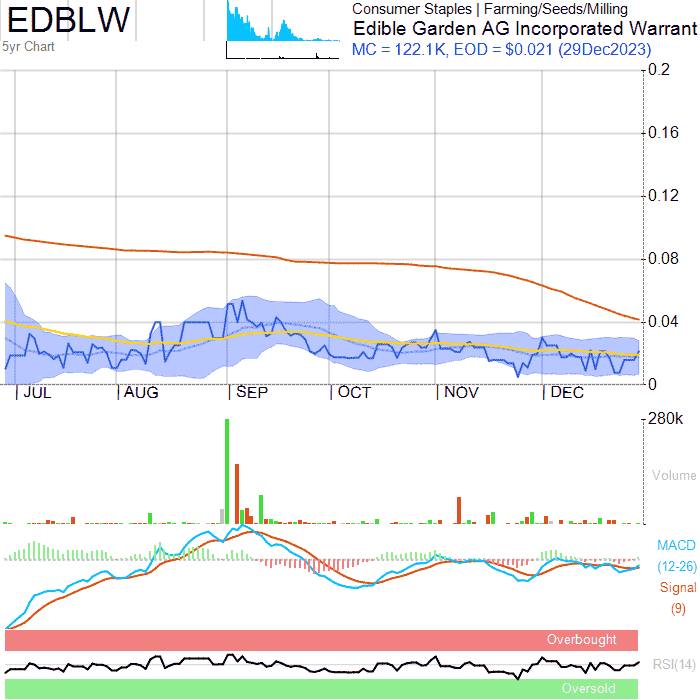 EDBLW
5yr Chart
Consumer Staples | Farming/Seeds/Milling
Edible Garden AG Incorporated Warrant
MC = 122.1K, EOD = $0.021 (29Dec2023)
0.2
0.16
0.12
0.08
0.04
0
JUL AUG SEP OCT NOV DEC
280k
Volume
MACD
(12-26)
Signal
(9)
Overbought
RSI(14)
Oversold